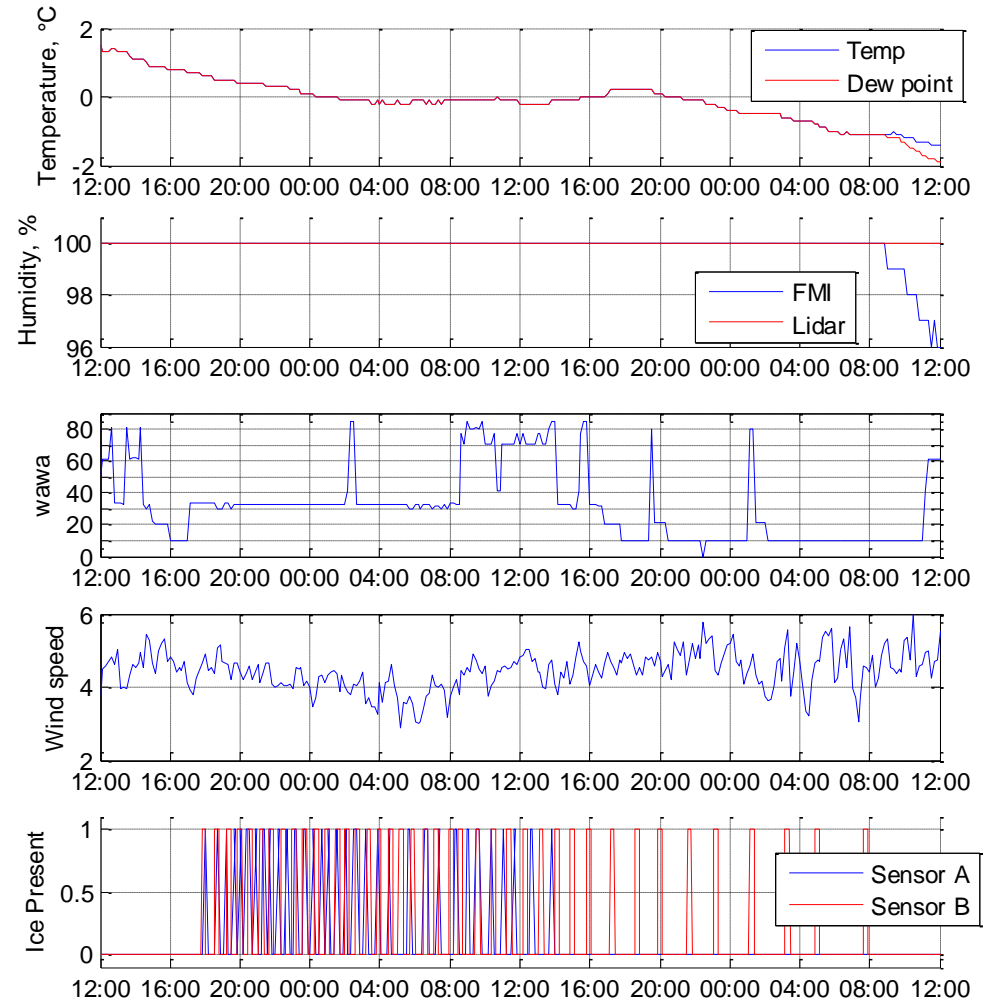 Temperature, °C
2
0
-2
Temp
Dew point
12:00 16:00 20:00 00:00 04:00 08:00 12:00 16:00 20:00 00:00 04:00 08:00 12:00
Humidity, %
100
98
96
FMI
Lidar
12:00 16:00 20:00 00:00 04:00 08:00 12:00 16:00 20:00 00:00 04:00 08:00 12:00
wawa
80
60
40
20
0
12:00 16:00 20:00 00:00 04:00 08:00 12:00 16:00 20:00 00:00 04:00 08:00 12:00
Wind speed
6
4
2
12:00 16:00 20:00 00:00 04:00 08:00 12:00 16:00 20:00 00:00 04:00 08:00 12:00
Ice Present
1
0.5
0
Sensor A
Sensor B
12:00 16:00 20:00 00:00 04:00 08:00 12:00 16:00 20:00 00:00 04:00 08:00 12:00